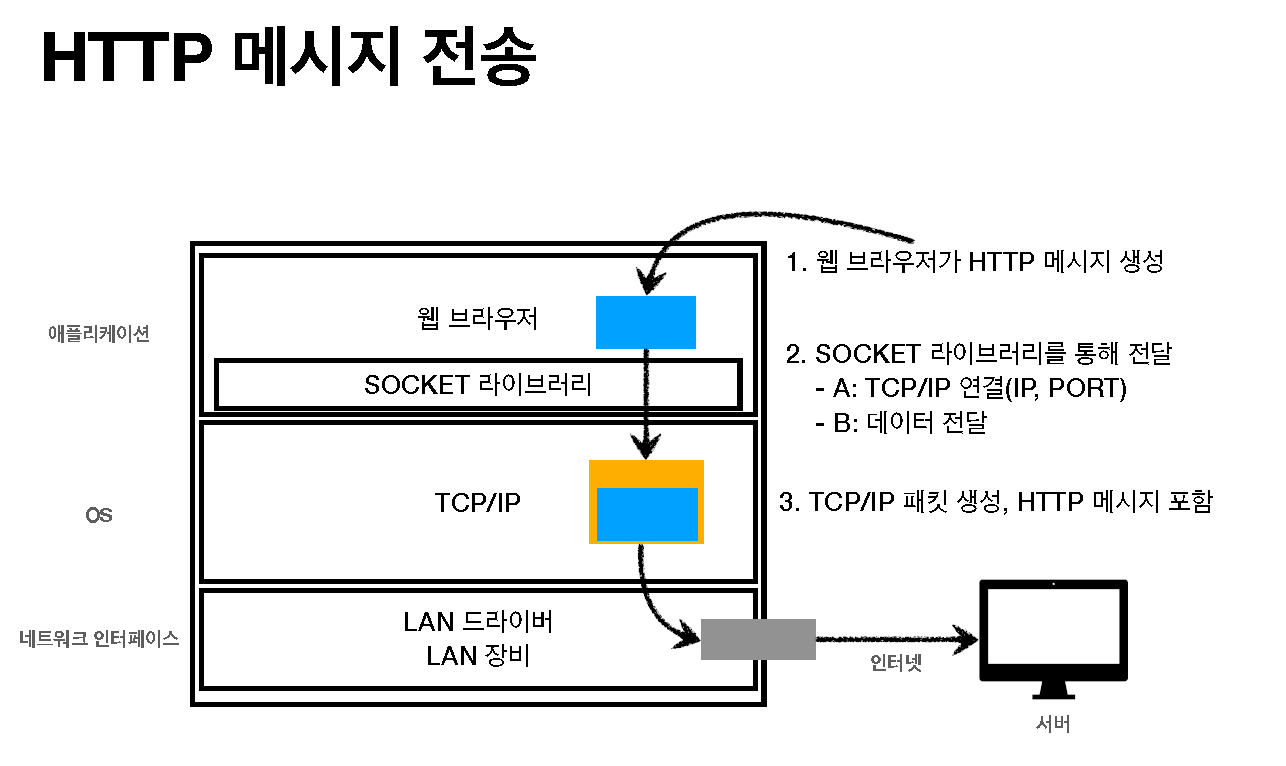 HTTP 메시지 전송
1. 웹 브라우저가 HTTP 메시지 생성
애플리케이션
웹 브라우저
SOCKET 라이브러리
2. SOCKET 라이브러리를 통해 전달
- A: TCP/IP 연결(IP, PORT)
- B: 데이터 전달
OS
TCP/IP
3. TCP/IP 패킷 생성, HTTP 메시지 포함
네트워크 인터페이스
LAN 드라이버
LAN 장비
인터넷
서버